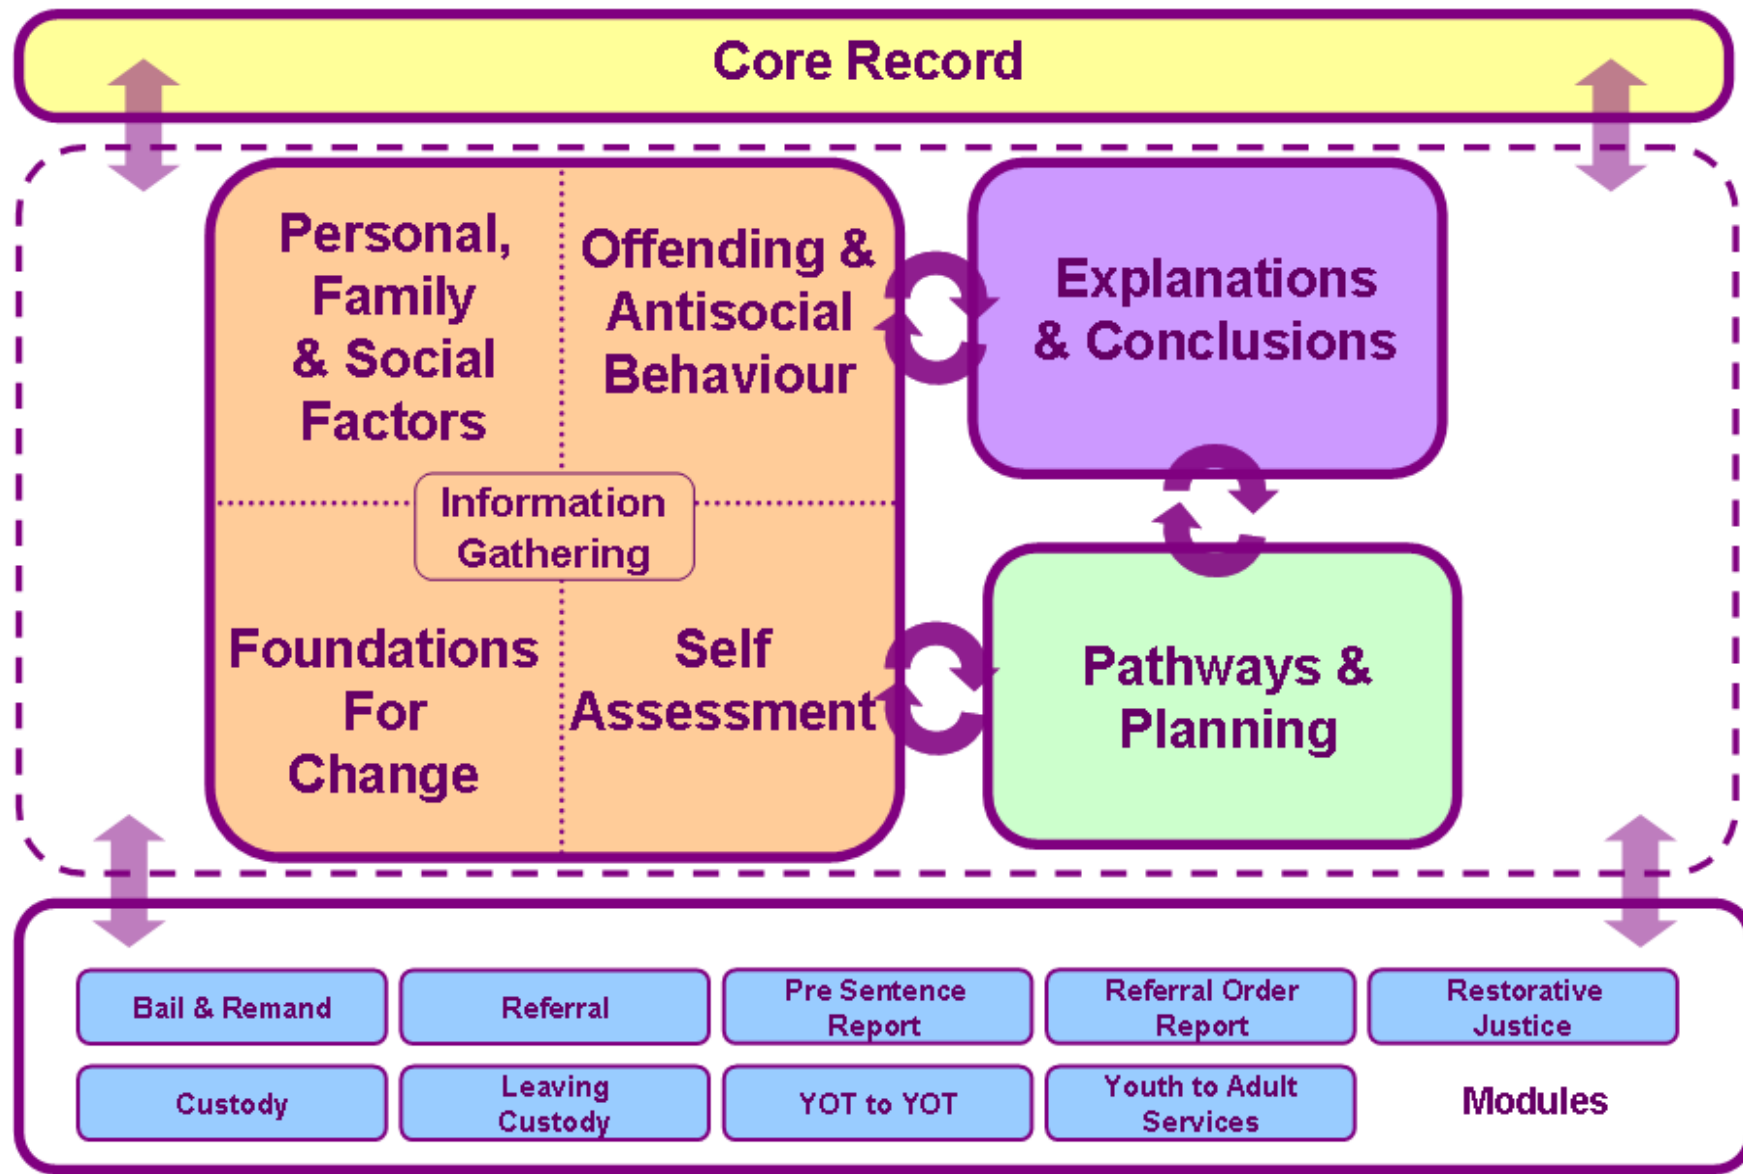 Core Record
Personal,
Family
& Social
Factors
Offending &
Antisocial
Behaviour
Explanations
& Conclusions
Information
Gathering
Foundations
For
Change
Self
Assessment
Pathways &
Planning
Bail & Remand
Referral
Pre Sentence
Report
Referral Order
Report
Restorative
Justice
Custody
Leaving
Custody
YOT to YOT
Youth to Adult
Services
Modules